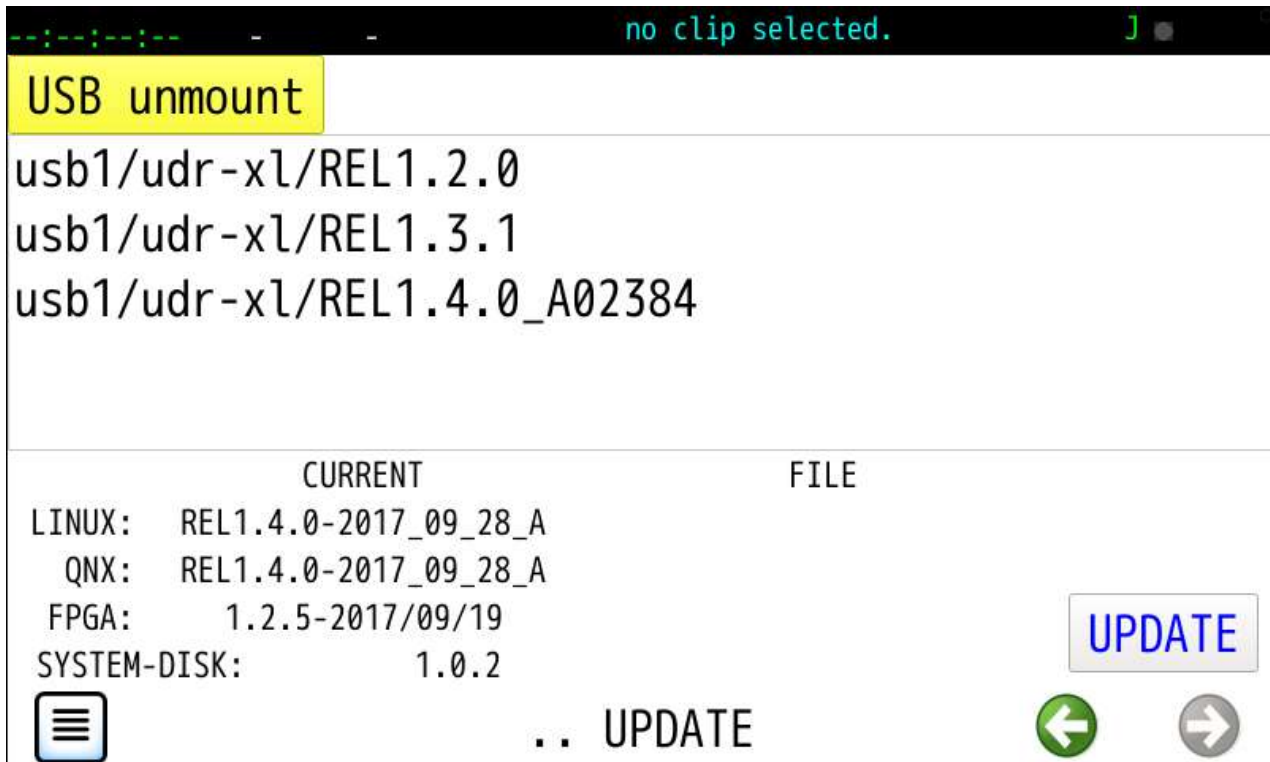 --:--:--:-- - - no clip selected. J
USB unmount
usb1/udr-xl/REL1.2.0
usb1/udr-xl/REL1.3.1
usb1/udr-xl/REL1.4.0_A02384
CURRENT FILE
LINUX: REL1.4.0-2017_09_28_A
QNX: REL1.4.0-2017_09_28_A
FPGA: 1.2.5-2017/09/19
UPDATE
SYSTEM-DISK: 1.0.2
.. UPDATE